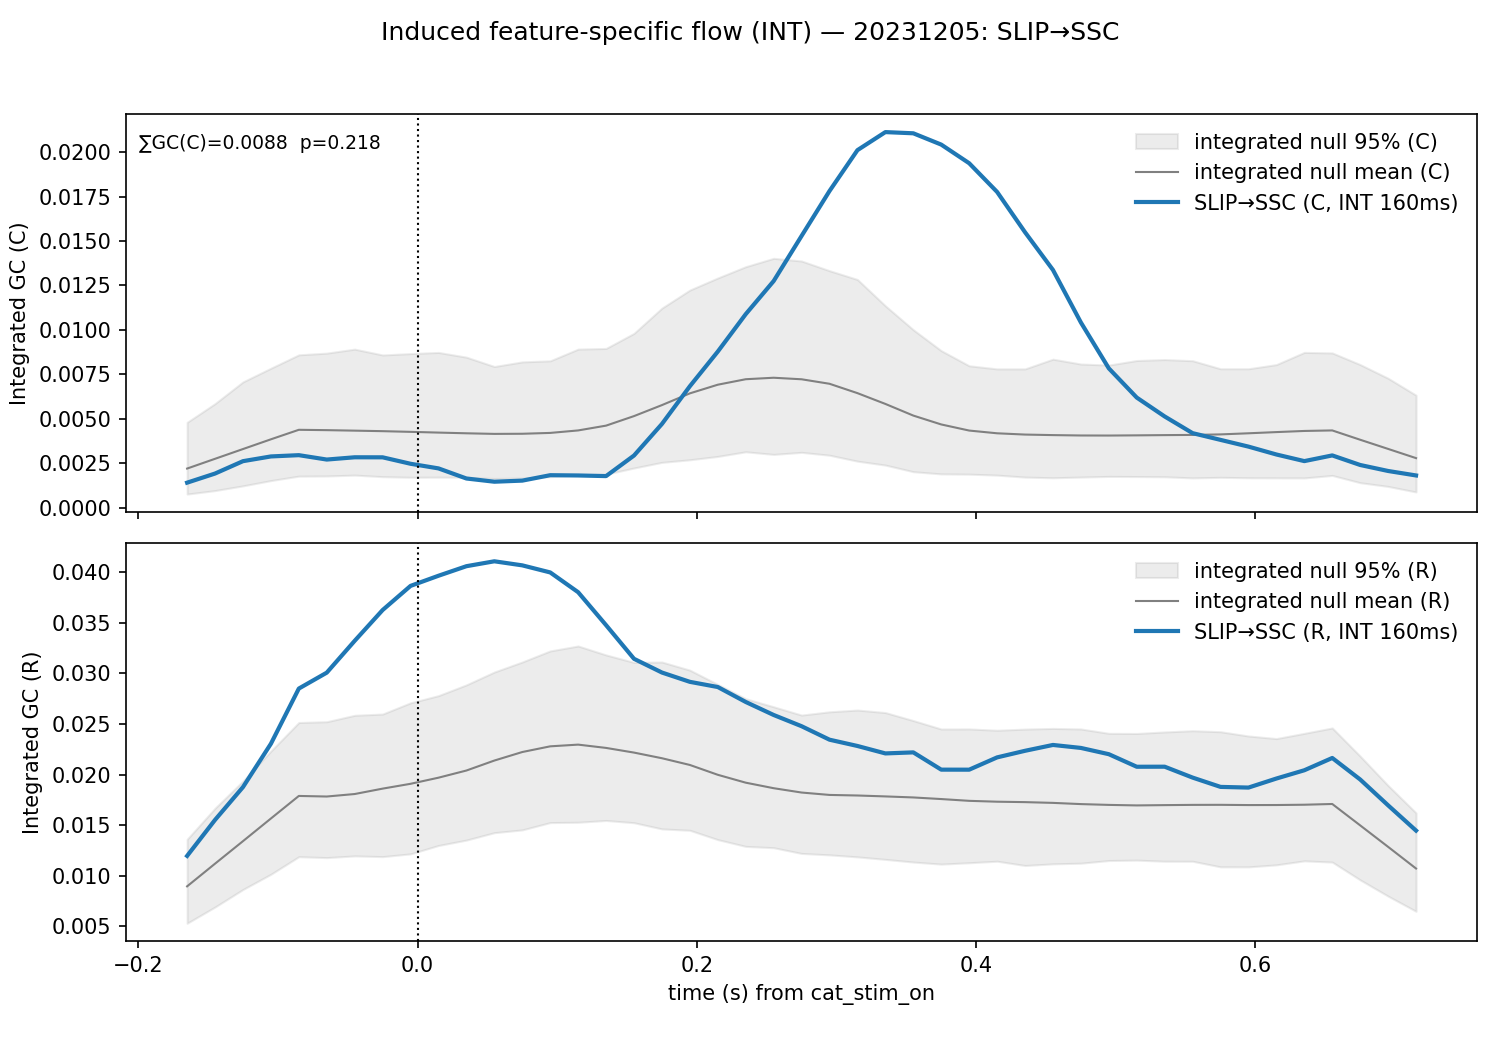 Induced feature-specific flow (INT) — 20231205: SLIP→SSC
∑GC(C)=0.0088  p=0.218
integrated null 95% (C)
integrated null mean (C)
SLIP→SSC (C, INT 160ms)
Integrated GC (C)
0.0200
0.0175
0.0150
0.0125
0.0100
0.0075
0.0050
0.0025
0.0000
integrated null 95% (R)
integrated null mean (R)
SLIP→SSC (R, INT 160ms)
Integrated GC (R)
0.040
0.035
0.030
0.025
0.020
0.015
0.010
0.005
−0.2 0.0 0.2 0.4 0.6
time (s) from cat_stim_on